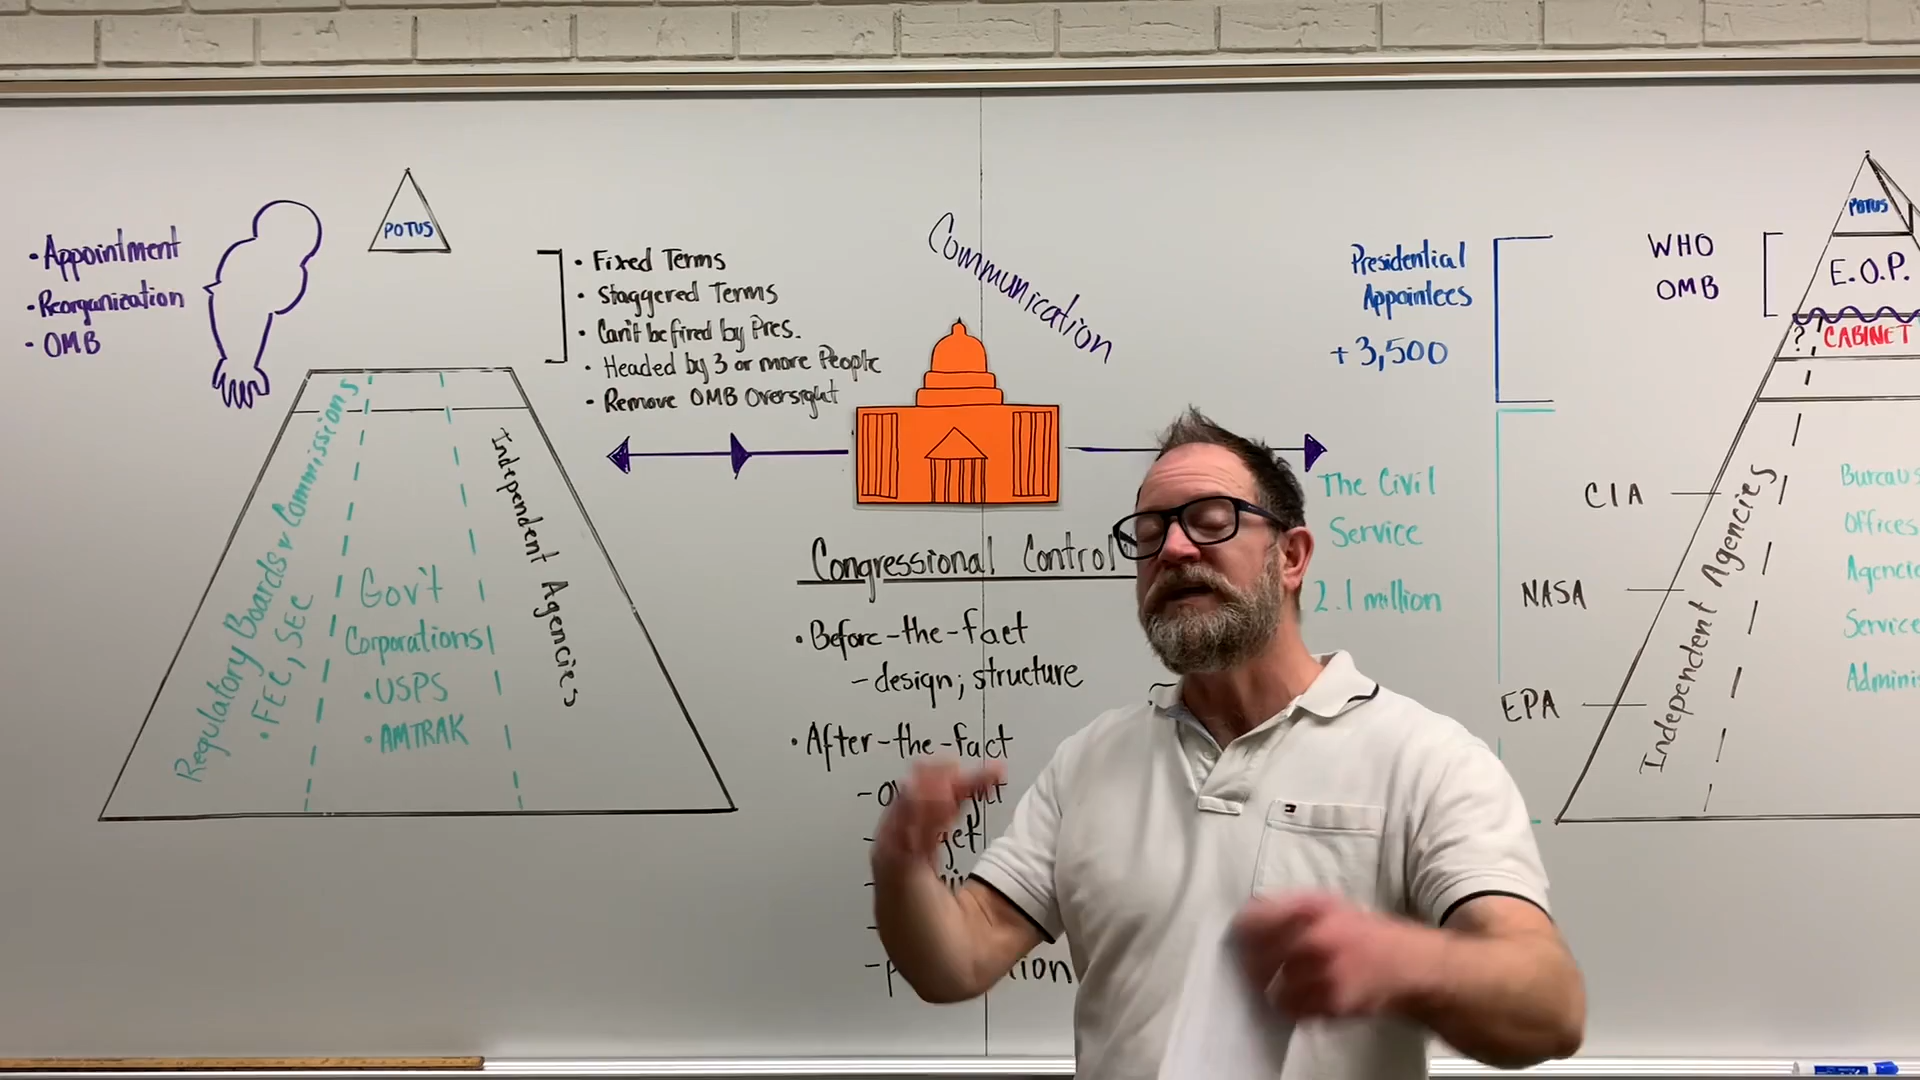 • Appointment
• Reorganization
• OMB
POTUS
• Fixed Terms
• Staggered Terms
• Can't be fired by Pres.
• Headed by 3 or more People
• Remove OMB Oversight
Regulatory Boards & Commissions
• FEC, SEC
Gov't
Corporations
• USPS
• AMTRAK
Independent Agencies
Communication
Congressional Control
• Before-the-fact
- design; structure
• After-the-fact
Presidential
Appointees
+ 3,500
The Civil
Service
2.1 million
WHO
OMB
POTUS
E.O.P.
? CABINET
CIA
NASA
EPA
Independent Agencies
Bureaus
Offices